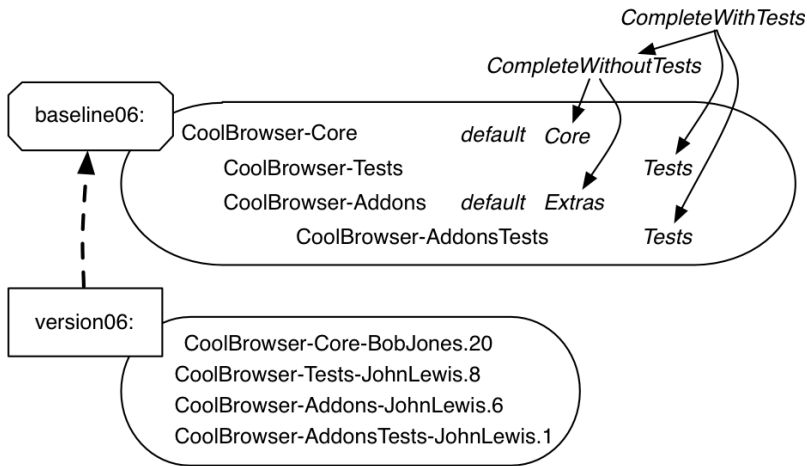 CompleteWithTests
CompleteWithoutTests
baseline06:
CoolBrowser-Core default Core
CoolBrowser-Tests Tests
CoolBrowser-Addons default Extras
CoolBrowser-AddonsTests Tests
version06:
CoolBrowser-Core-BobJones.20
CoolBrowser-Tests-JohnLewis.8
CoolBrowser-Addons-JohnLewis.6
CoolBrowser-AddonsTests-JohnLewis.1